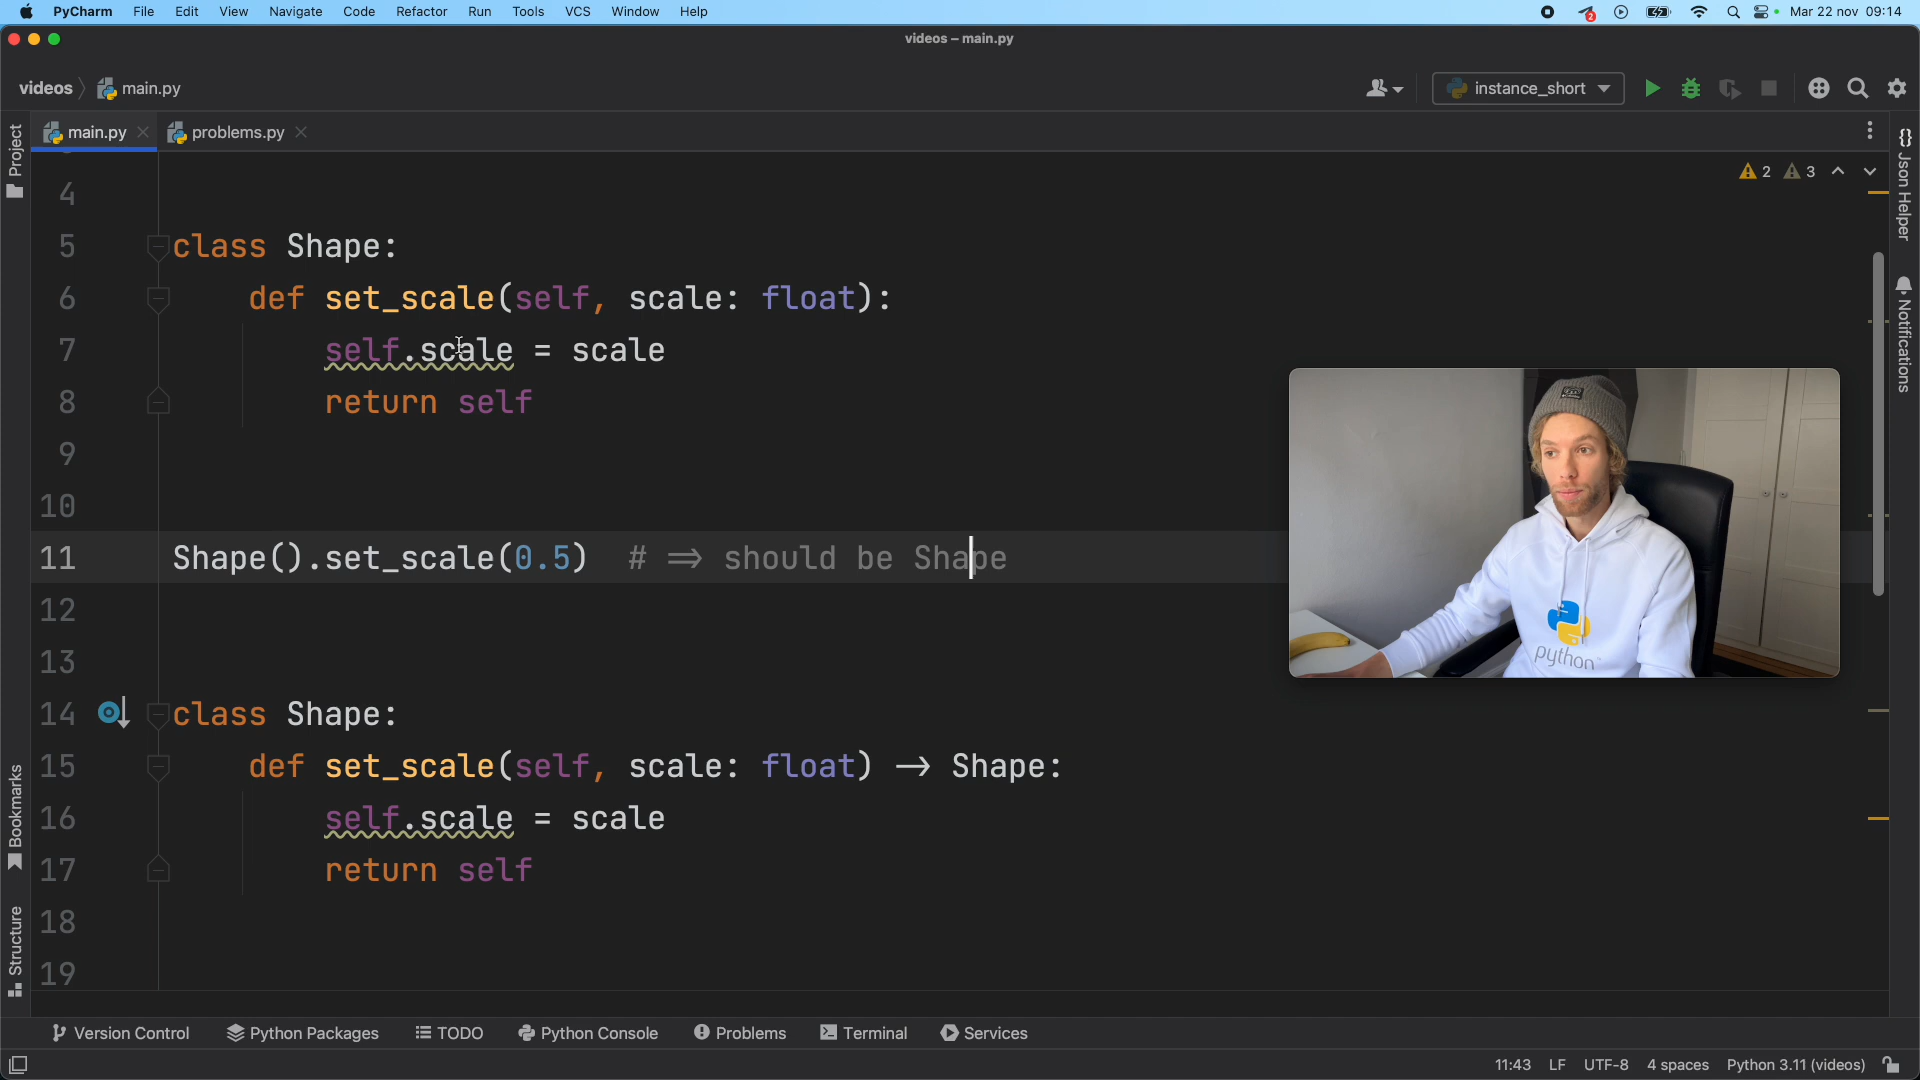 PyCharm File Edit View Navigate Code Refactor Run Tools VCS Window Help 2 Mar 22 nov 09:14
videos – main.py
videos main.py instance_short
main.py problems.py
Project
2 3
Json Helper
Notifications
4
5 class Shape:
6 def set_scale(self, scale: float):
7 self.scale = scale
8 return self
9
10
11 Shape().set_scale(0.5) # => should be Shape
12
13
14 class Shape:
15 def set_scale(self, scale: float) -> Shape:
16 self.scale = scale
17 return self
18
19
python
Bookmarks
Structure
Version Control Python Packages TODO Python Console Problems Terminal Services
11:43 LF UTF-8 4 spaces Python 3.11 (videos)